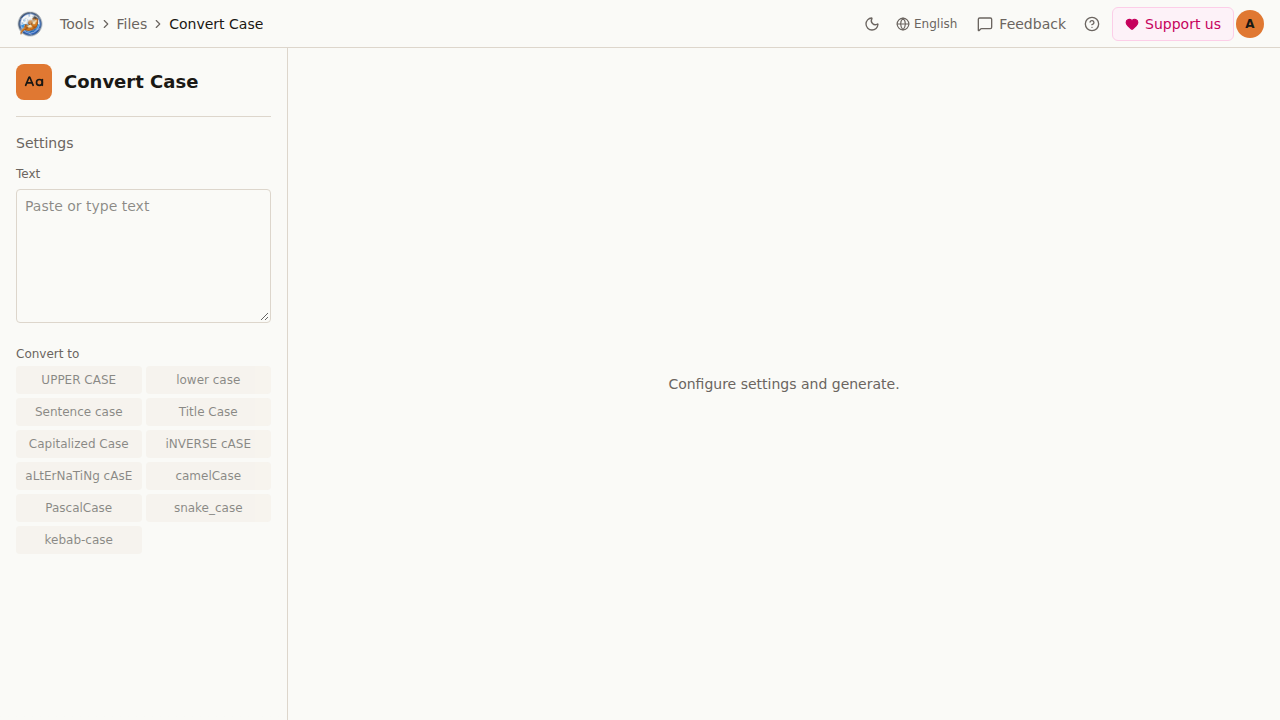 Tools > Files > Convert Case
English
Feedback
Support us
A
Aa
Convert Case
Settings
Text
Paste or type text
Convert to
UPPER CASE
lower case
Sentence case
Title Case
Capitalized Case
iNVERSE cASE
aLtErNaTiNg cAsE
camelCase
PascalCase
snake_case
kebab-case
Configure settings and generate.